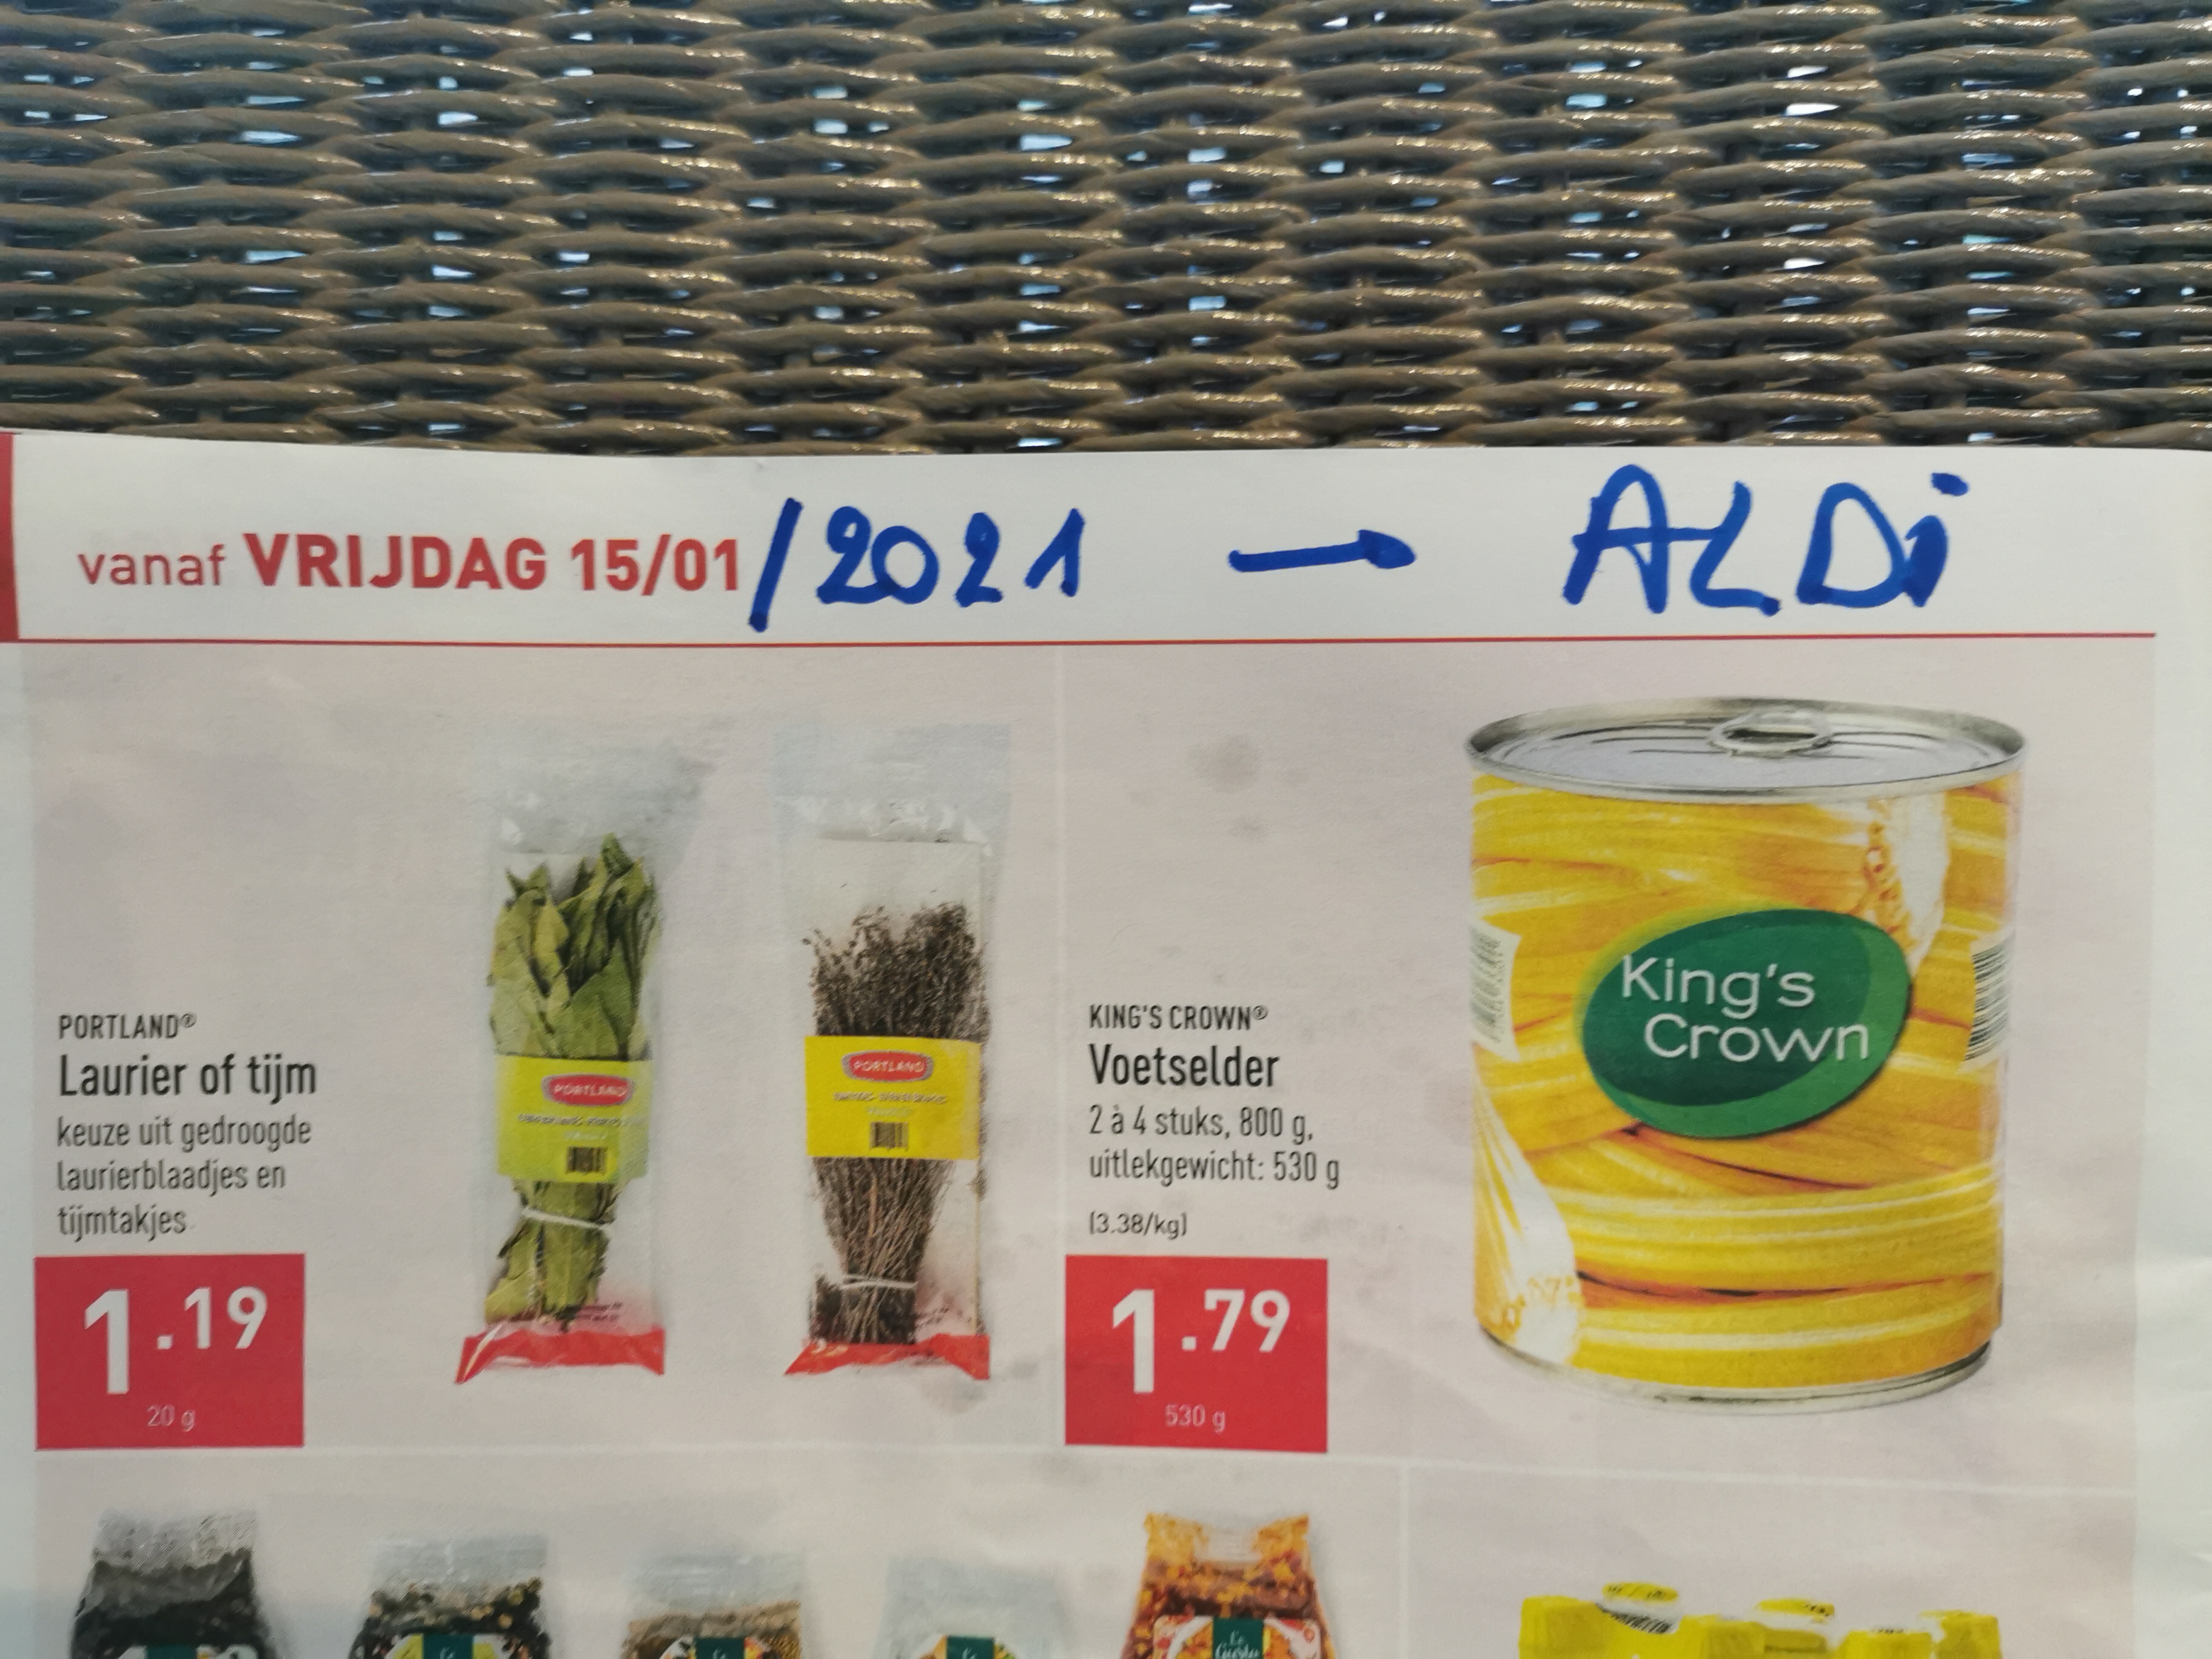 vanaf VRIJDAG 15/01/2021 → ALDi
PORTLAND®
Laurier of tijm
keuze uit gedroogde
laurierblaadjes en
tijmtakjes
1.19
20 g
PORTLAND
PORTLAND
KING'S CROWN®
Voetselder
2 à 4 stuks, 800 g,
uitlekgewicht: 530 g
(3.38/kg)
1.79
530 g
King's
Crown
Le
Gusto